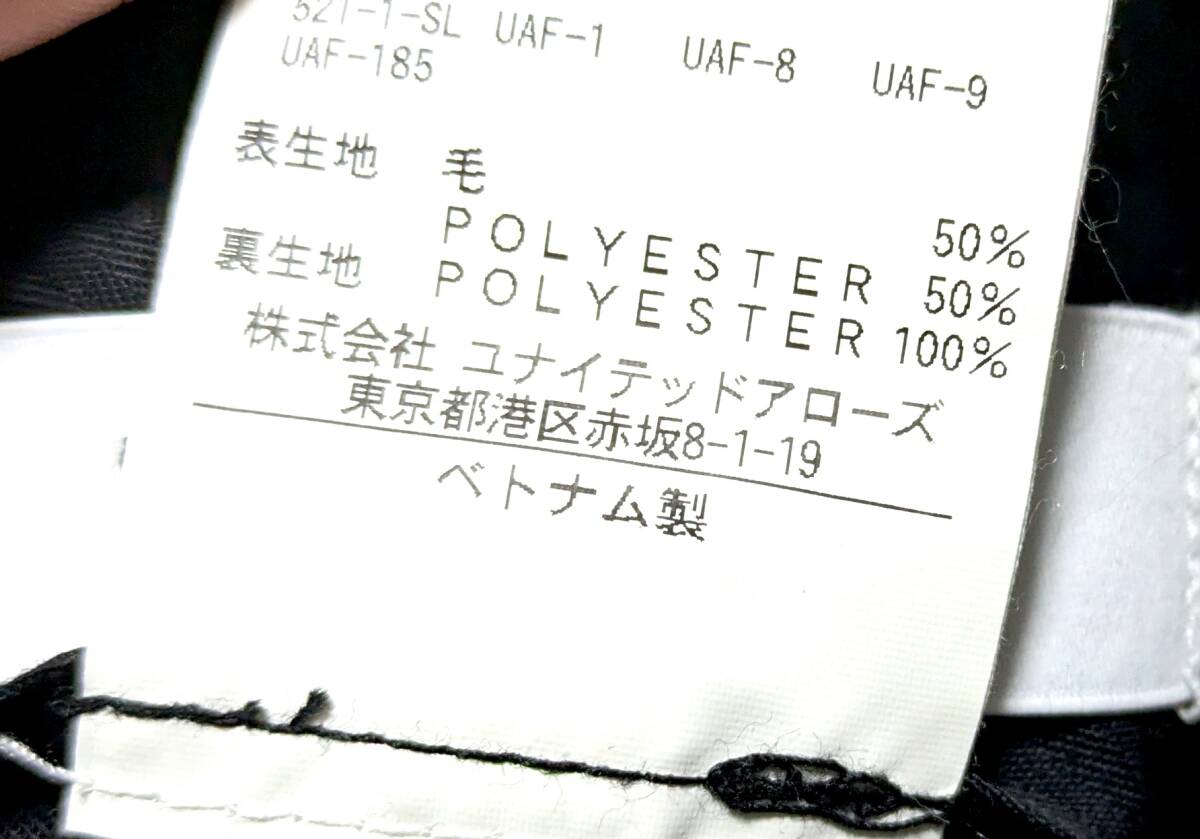 521-1-SL UAF-1 UAF-8 UAF-9
UAF-185
表生地 毛 50%
POLYESTER 50%
裏生地 POLYESTER 100%
株式会社 ユナイテッドアローズ
東京都港区赤坂8-1-19
ベトナム製